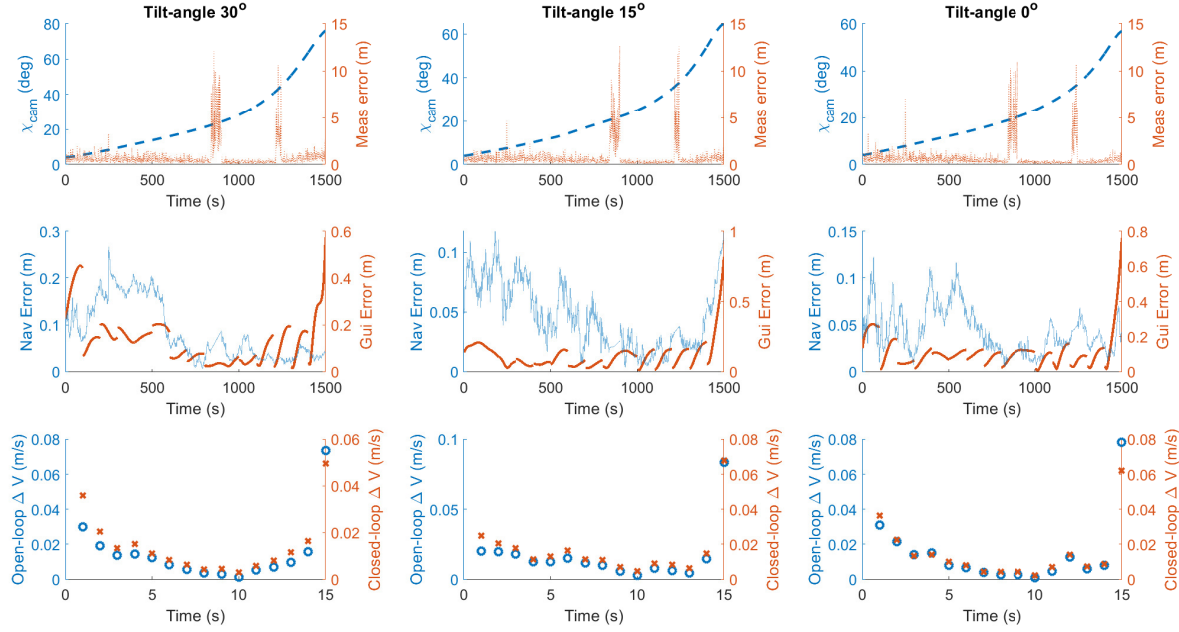 Tilt-angle 30° Tilt-angle 15° Tilt-angle 0°
80 15 15 15
60 60 60
χcam (deg) 40 10 Meas error (m) χcam (deg) 40 10 Meas error (m) χcam (deg) 40 10 Meas error (m)
20 5 20 5 20 5
0 0 0 0 0 0
0 500 1000 1500 0 500 1000 1500 0 500 1000 1500
Time (s) Time (s) Time (s)
0.3 0.6 1 0.15 0.8
Nav Error (m) 0.2 0.4 Gui Error (m) Nav Error (m) 0.1 0.5 Gui Error (m) Nav Error (m) 0.1 0.6 Gui Error (m)
0.1 0.2 0.05 0.05 0.4
0.2
0 0 0 0 0 0
0 500 1000 1500 0 500 1000 1500 0 500 1000 1500
Time (s) Time (s) Time (s)
0.08 0.06 0.1 0.08 0.08 0.08
0.06 0.04 0.06 0.06 0.06
Open-loop Δ V (m/s) 0.04 Closed-loop Δ V (m/s) Open-loop Δ V (m/s) 0.05 0.04 Closed-loop Δ V (m/s) Open-loop Δ V (m/s) 0.04 0.04 Closed-loop Δ V (m/s)
0.02 0.02 0.02 0.02 0.02
0 0 0 0 0 0
0 5 10 15 0 5 10 15 0 5 10 15
Time (s) Time (s) Time (s)